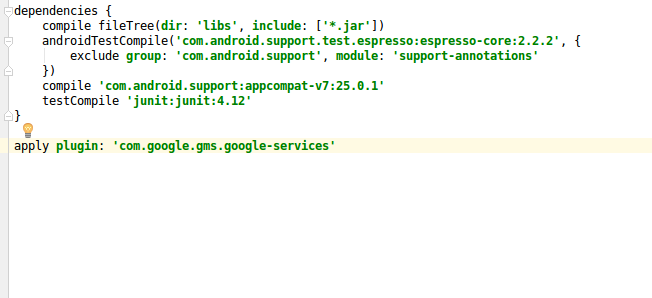 dependencies {
    compile fileTree(dir: 'libs', include: ['*.jar'])
    androidTestCompile('com.android.support.test.espresso:espresso-core:2.2.2', {
        exclude group: 'com.android.support', module: 'support-annotations'
    })
    compile 'com.android.support:appcompat-v7:25.0.1'
    testCompile 'junit:junit:4.12'
}
apply plugin: 'com.google.gms.google-services'